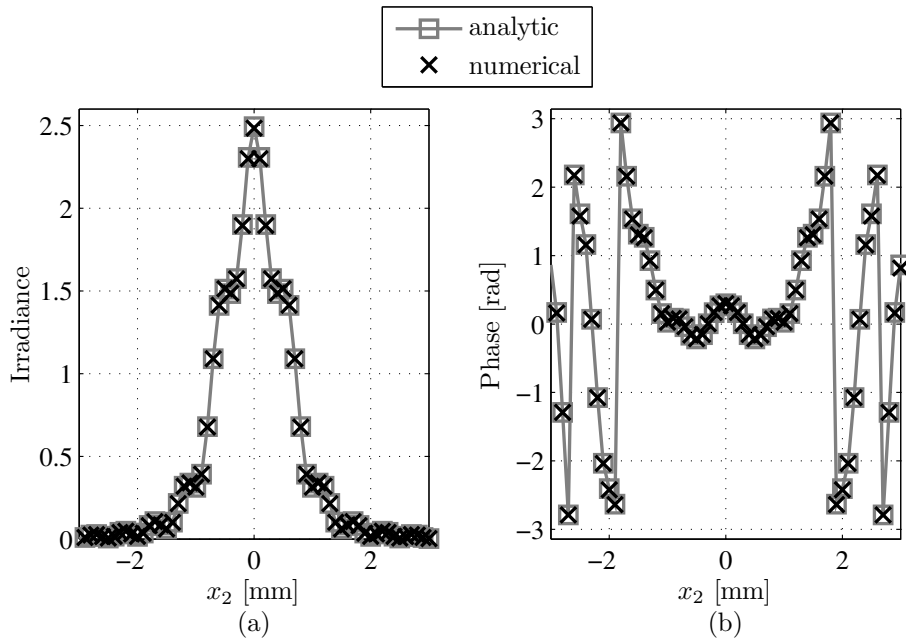 analytic
numerical
Irradiance
2.5
2
1.5
1
0.5
0
−2
0
2
x₂ [mm]
(a)
Phase [rad]
3
2
1
0
−1
−2
−3
−2
0
2
x₂ [mm]
(b)